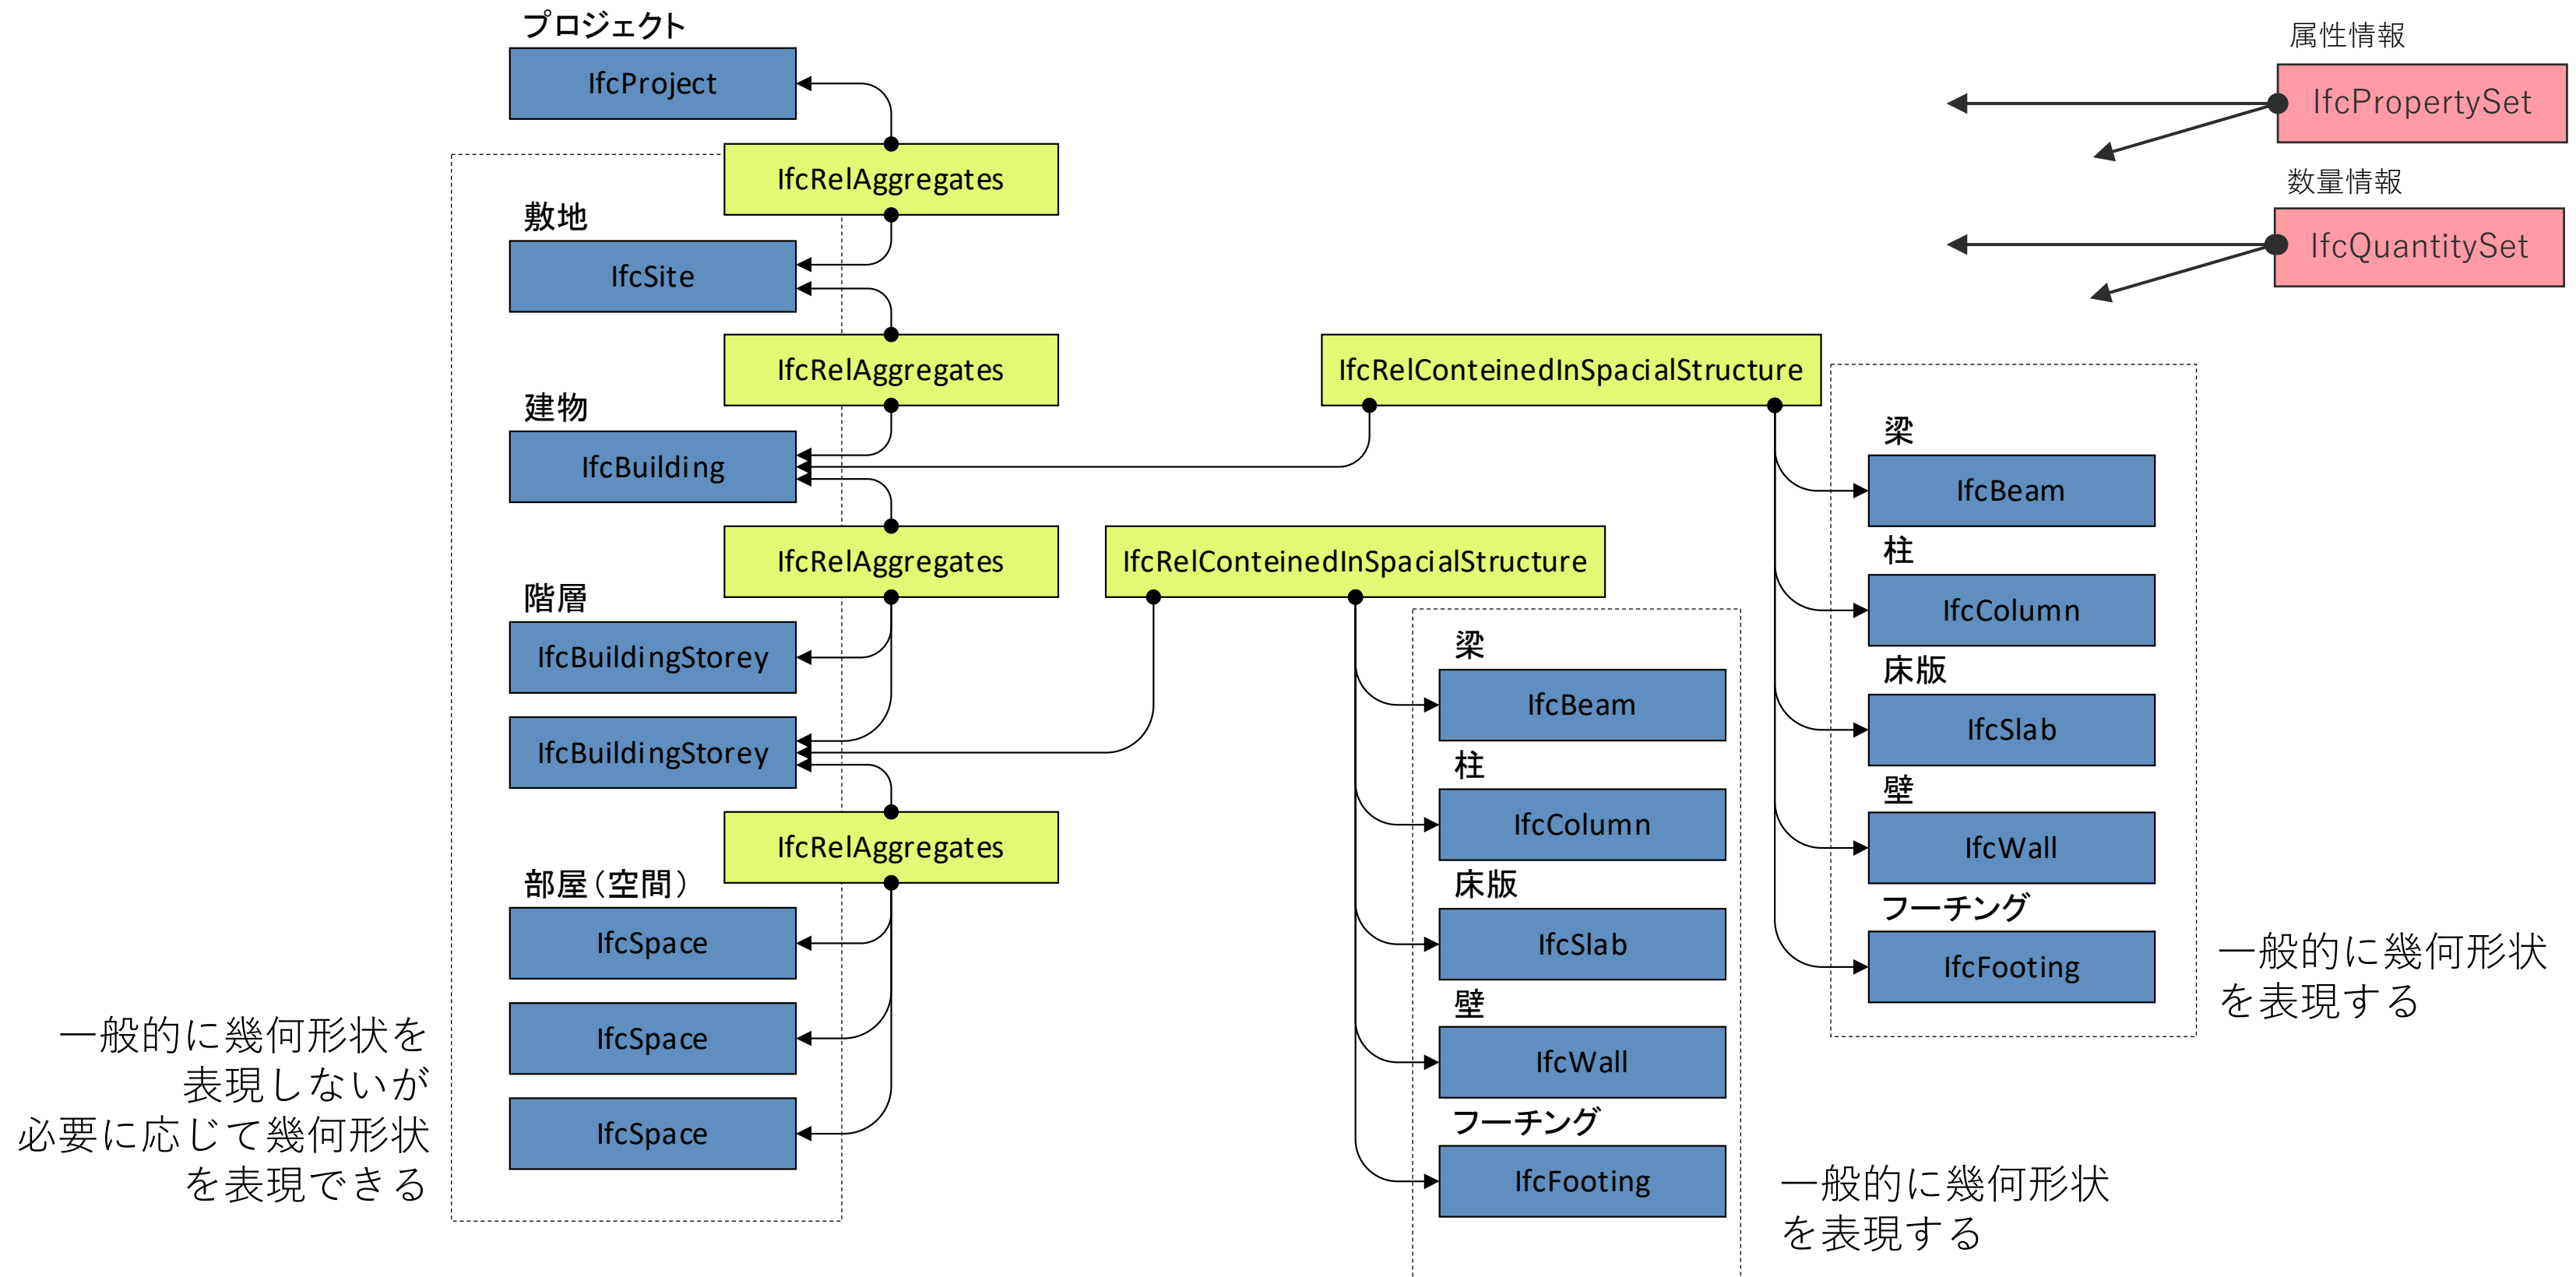 プロジェクト
IfcProject
IfcRelAggregates
敷地
IfcSite
IfcRelAggregates
建物
IfcBuilding
IfcRelAggregates
階層
IfcBuildingStorey
IfcBuildingStorey
IfcRelAggregates
部屋(空間)
IfcSpace
IfcSpace
IfcSpace
一般的に幾何形状を
表現しないが
必要に応じて幾何形状
を表現できる
IfcRelConteinedInSpacialStructure
梁
IfcBeam
柱
IfcColumn
床版
IfcSlab
壁
IfcWall
フーチング
IfcFooting
一般的に幾何形状
を表現する
IfcRelConteinedInSpacialStructure
梁
IfcBeam
柱
IfcColumn
床版
IfcSlab
壁
IfcWall
フーチング
IfcFooting
一般的に幾何形状
を表現する
属性情報
IfcPropertySet
数量情報
IfcQuantitySet